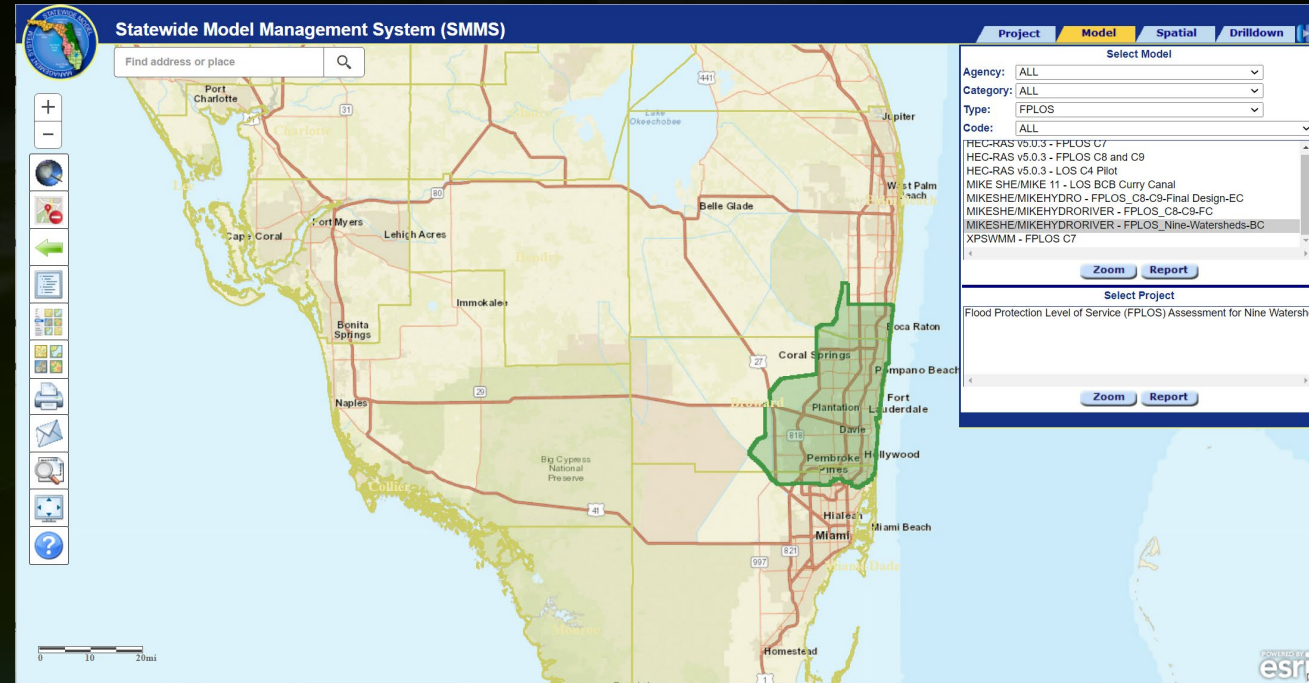 Statewide Model Management System (SMMS)
Project
Model
Spatial
Drilldown
Find address or place
Select Model
Agency: ALL
Category: ALL
Type: FPLOS
Code: ALL
HEC-RAS v5.0.3 - FPLOS C7
HEC-RAS v5.0.3 - FPLOS C8 and C9
HEC-RAS v5.0.3 - LOS C4 Pilot
MIKE SHE/MIKE 11 - LOS BCB Curry Canal
MIKESHE/MIKEHYDRO - FPLOS_C8-C9-Final Design-EC
MIKESHE/MIKEHYDRORIVER - FPLOS_C8-C9-FC
MIKESHE/MIKEHYDRORIVER - FPLOS_Nine-Watersheds-BC
XPSWMM - FPLOS C7
Zoom Report
Select Project
Flood Protection Level of Service (FPLOS) Assessment for Nine Watersh
Zoom Report
Port
Charlotte
31
Charlotte
441
Lake
Okeechobee
Jupiter
80
West Palm
Beach
Belle Glade
Fort Myers
Cape Coral
Lehigh Acres
Hendry
Immokalee
Bonita
Springs
Boca Raton
27
Coral Springs
Pompano Beach
29
Naples
Broward
Plantation
Fort
Lauderdale
818
Davie
Pembroke
Pines
Hollywood
Big Cypress
National
Preserve
Collier
41
Hialeah
Miami Beach
Miami
821
997
Miami Dade
Monroe
Homestead
1
0 10 20mi
POWERED BY
esri